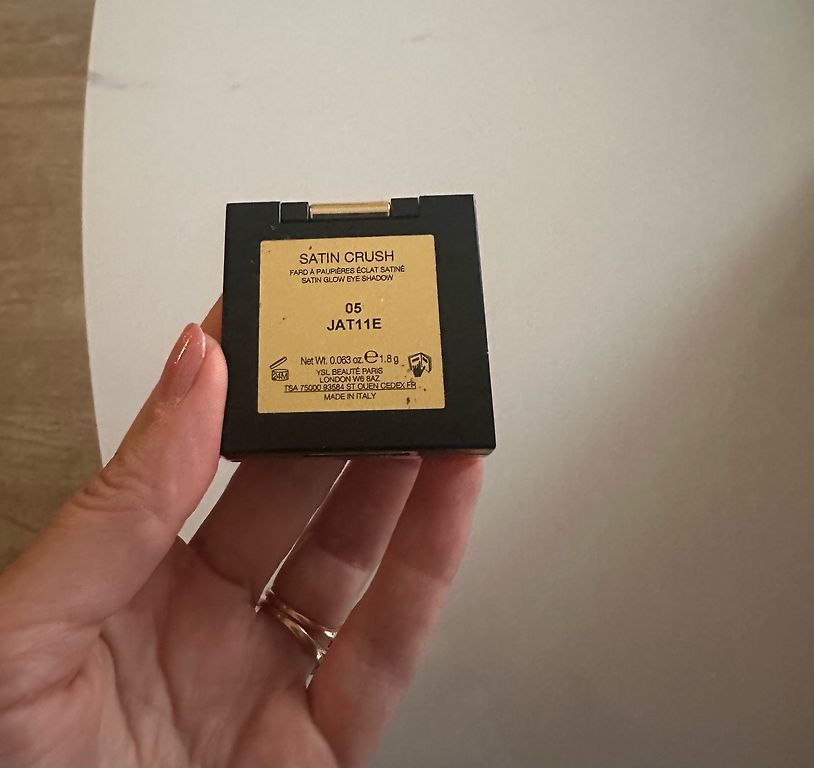 SATIN CRUSH
FARD À PAUPIÈRES ÉCLAT SATINÉ
SATIN GLOW EYE SHADOW
05
JAT11E
Net Wt. 0.063 oz. e 1.8 g
24M
YSL BEAUTÉ PARIS
LONDON W6 8AZ
TSA 75000 93584 ST OUEN CEDEX FR
MADE IN ITALY